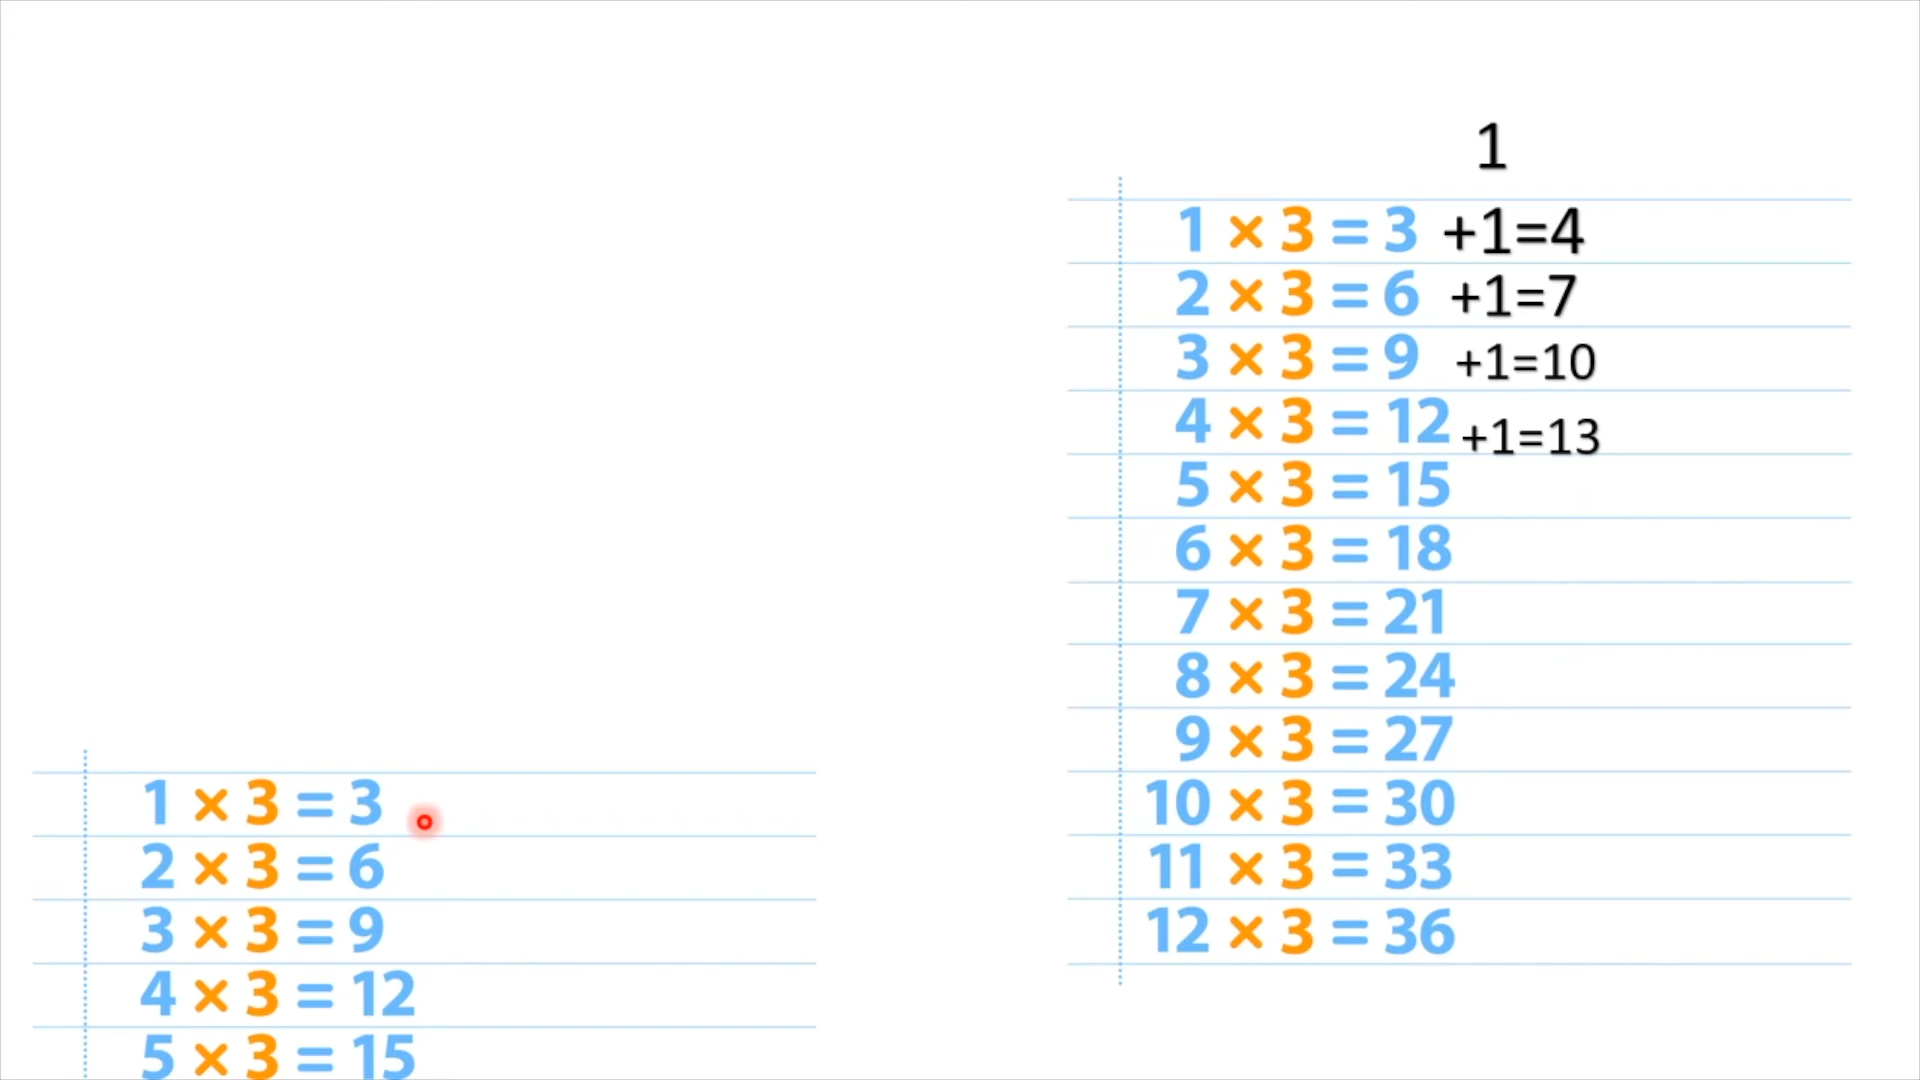 1
1 × 3 = 3 +1=4
2 × 3 = 6 +1=7
3 × 3 = 9 +1=10
4 × 3 = 12 +1=13
5 × 3 = 15
6 × 3 = 18
7 × 3 = 21
8 × 3 = 24
9 × 3 = 27
10 × 3 = 30
11 × 3 = 33
12 × 3 = 36
1 × 3 = 3
2 × 3 = 6
3 × 3 = 9
4 × 3 = 12
5 × 3 = 15